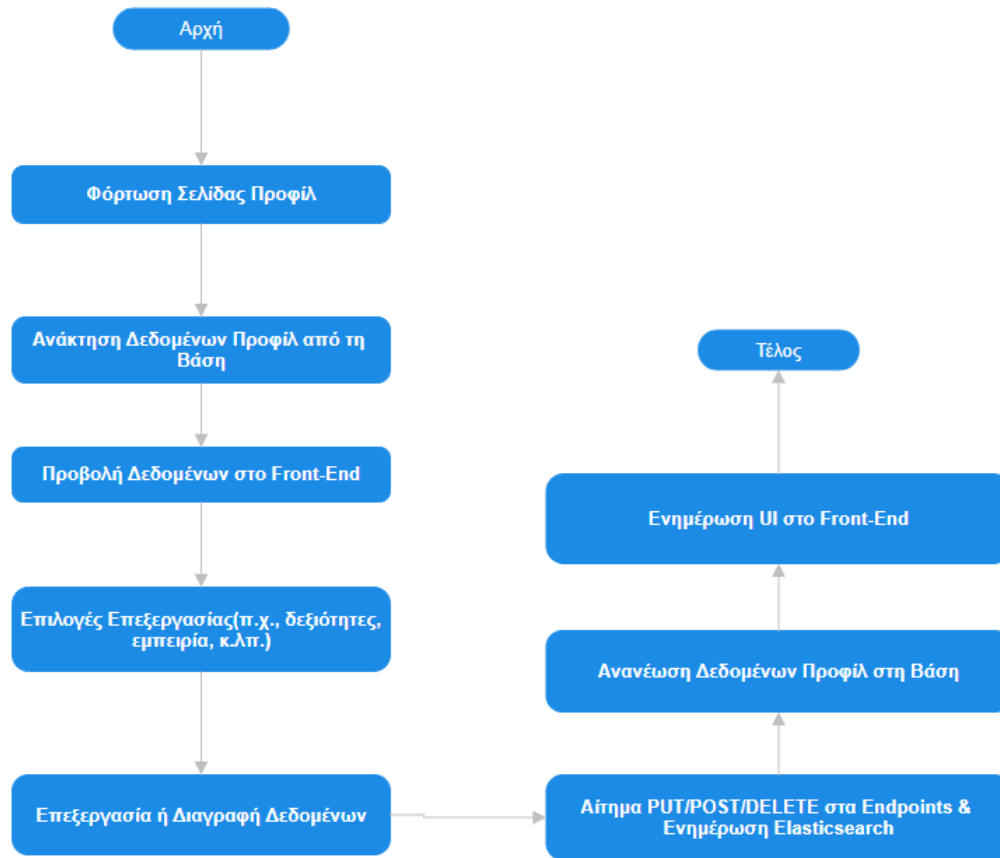 Αρχή
Φόρτωση Σελίδας Προφίλ
Ανάκτηση Δεδομένων Προφίλ από τη
Βάση
Προβολή Δεδομένων στο Front-End
Επιλογές Επεξεργασίας(π.χ., δεξιότητες,
εμπειρία, κ.λπ.)
Επεξεργασία ή Διαγραφή Δεδομένων
Αίτημα PUT/POST/DELETE στα Endpoints &
Ενημέρωση Elasticsearch
Ανανέωση Δεδομένων Προφίλ στη Βάση
Ενημέρωση UI στο Front-End
Τέλος